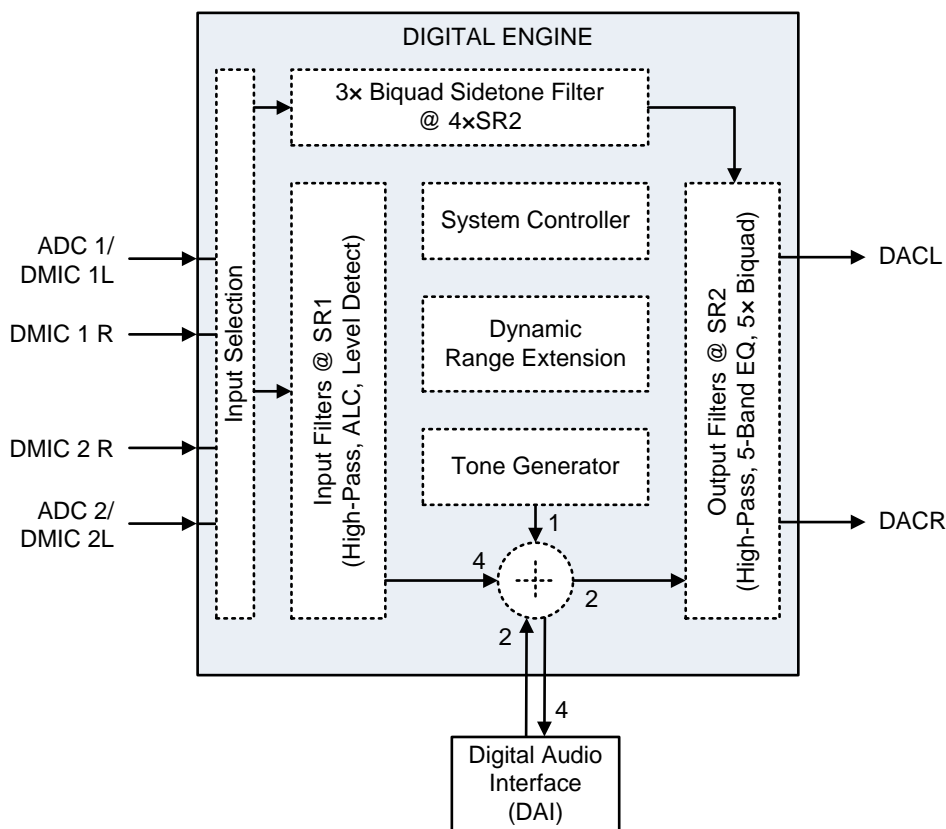 DIGITAL ENGINE
3× Biquad Sidetone Filter
@ 4×SR2
System Controller
Dynamic
Range Extension
Tone Generator
ADC 1/
DMIC 1L
DMIC 1 R
DMIC 2 R
ADC 2/
DMIC 2L
Input Selection
Input Filters @ SR1
(High-Pass, ALC, Level Detect)
Output Filters @ SR2
(High-Pass, 5-Band EQ, 5× Biquad)
DACL
DACR
1
4
2
2
4
Digital Audio
Interface
(DAI)